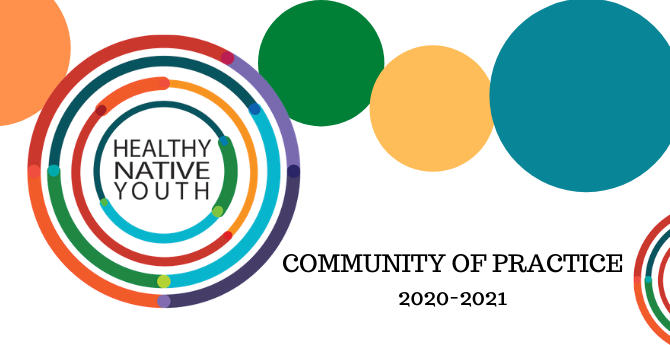 HEALTHY
NATIVE
YOUTH
COMMUNITY OF PRACTICE
2020-2021